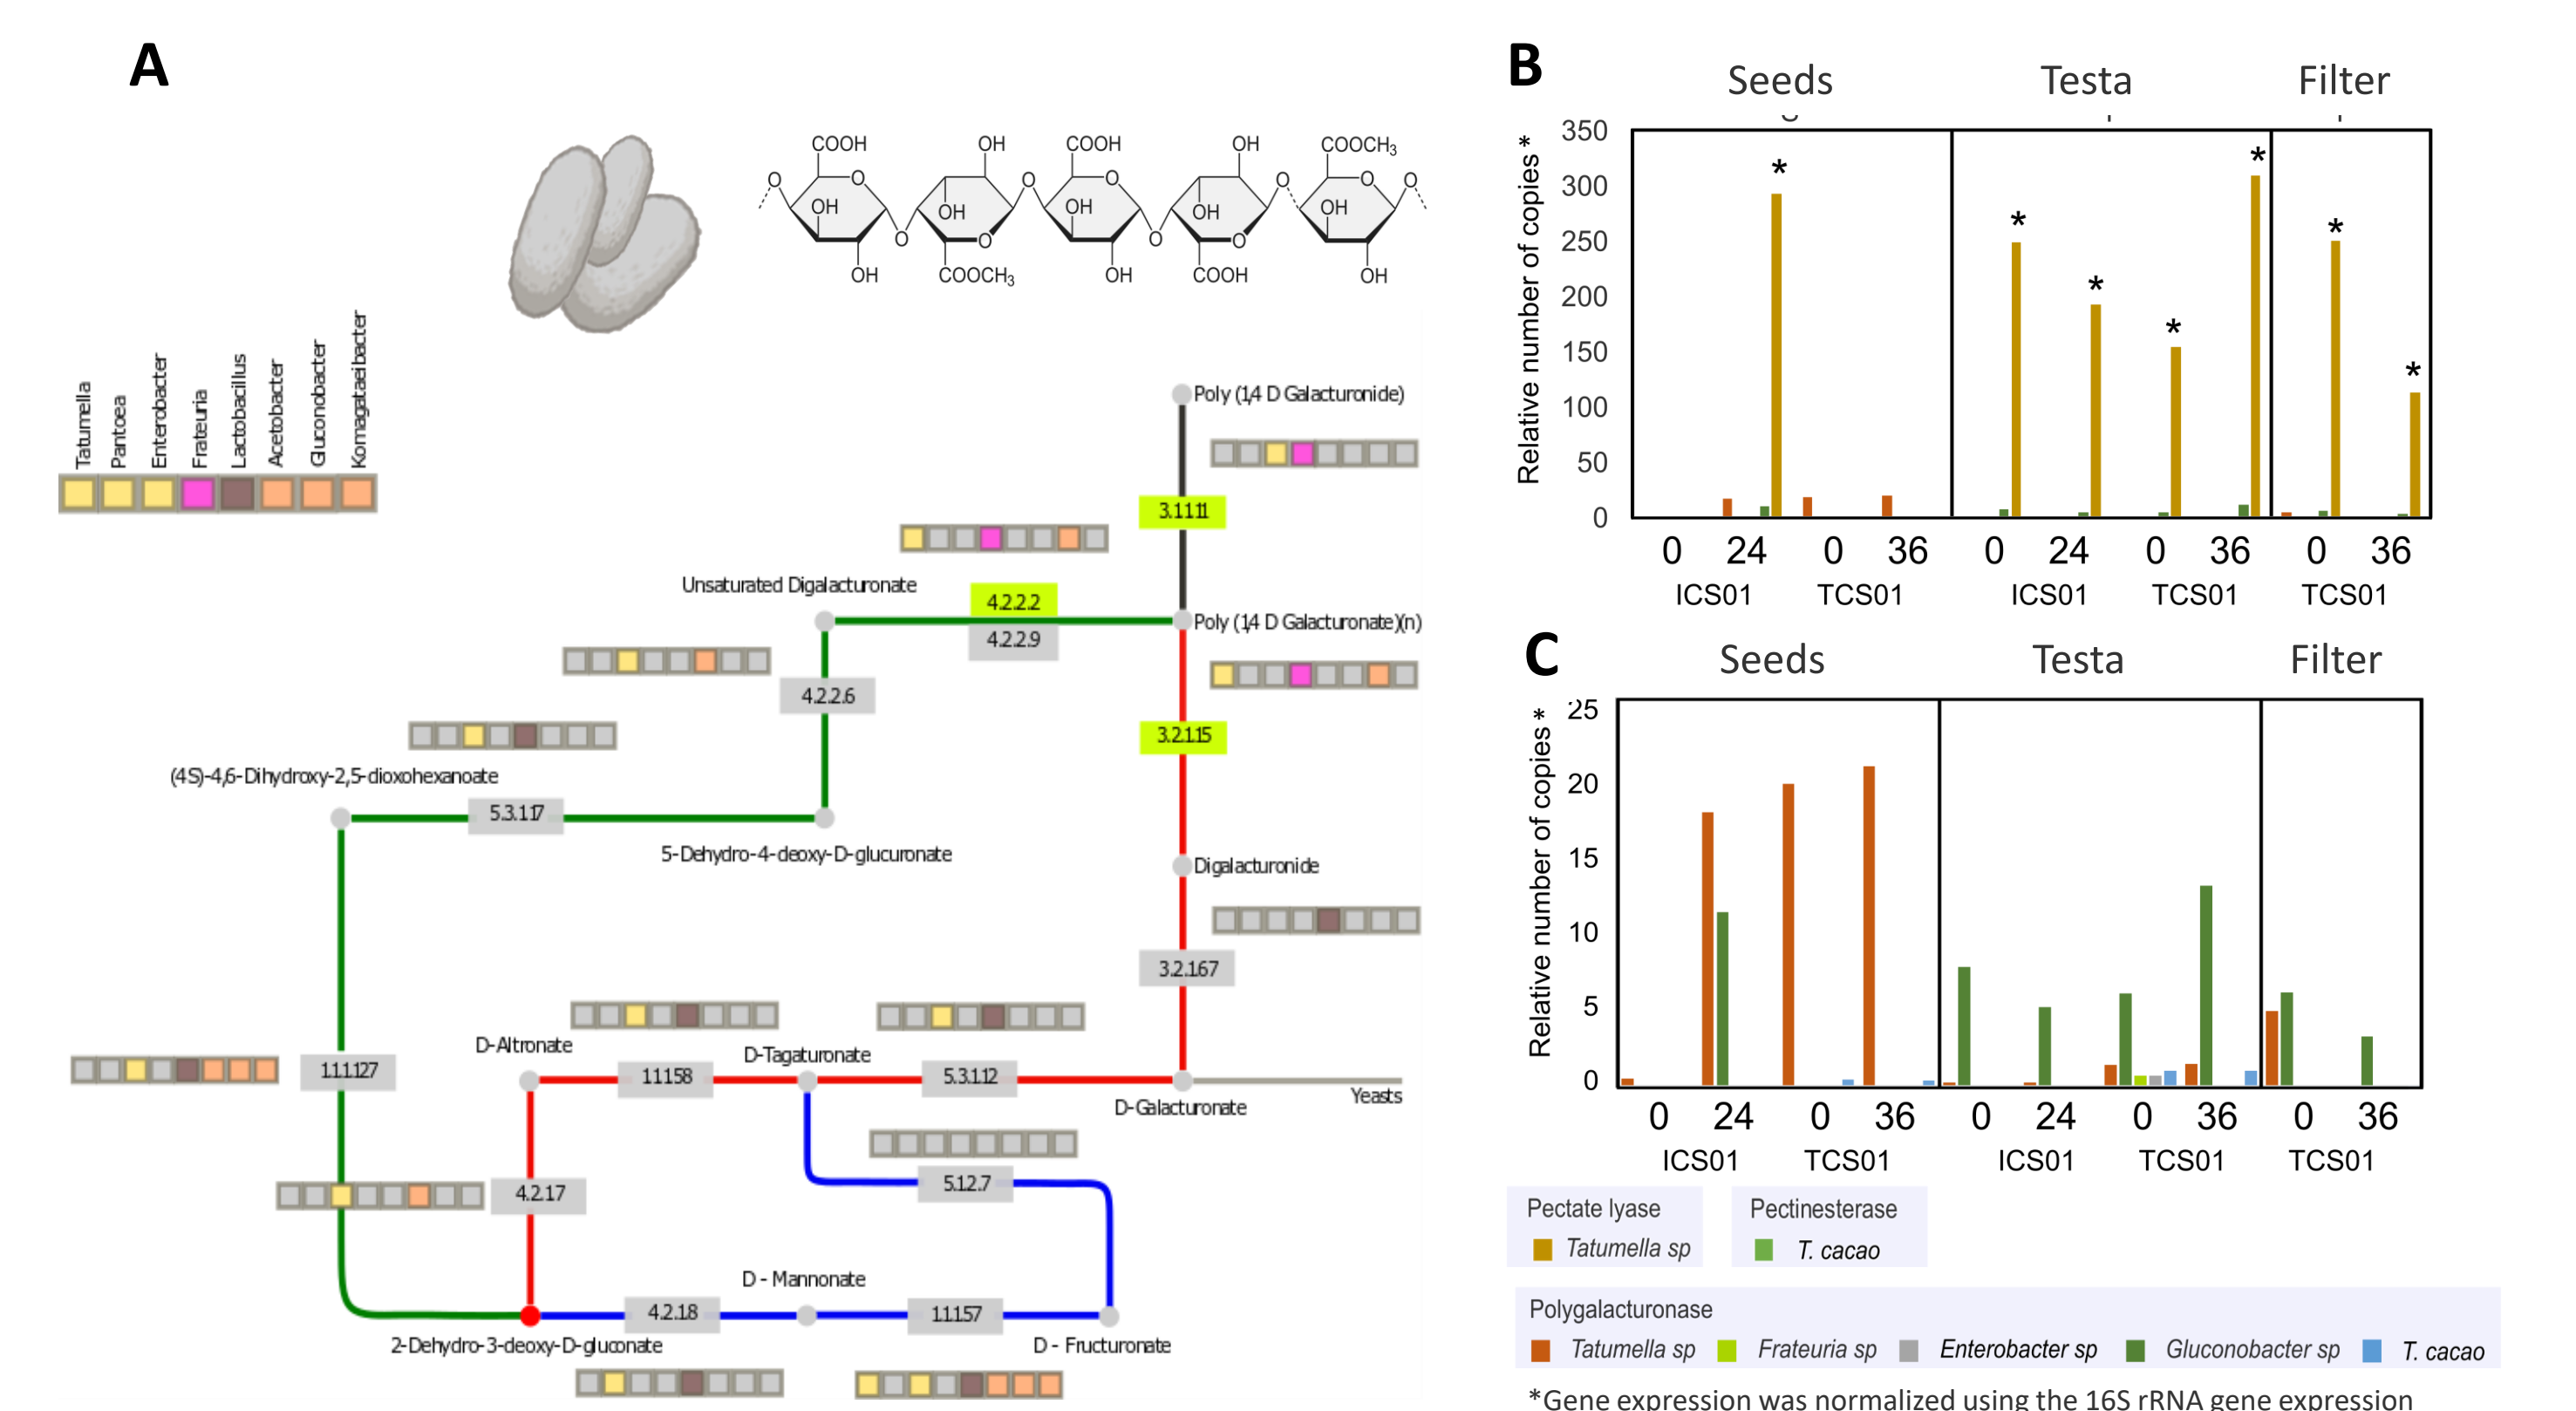 A
COOH
OH
COOH
OH
COOCH3
O
O
O
O
O
O
O
OH
OH
OH
OH
OH
O
O
O
O
OH
COOCH3
OH
COOH
OH
Tatumella
Pantoea
Enterobacter
Frateuria
Lactobacillus
Acetobacter
Gluconobacter
Komagataeibacter
Poly (1,4 D Galacturonide)
3.1.1.11
Unsaturated Digalacturonate
4.2.2.2
Poly (1,4 D Galacturonate)(n)
4.2.2.9
4.2.2.6
3.2.1.15
(4S)-4,6-Dihydroxy-2,5-dioxohexanoate
5.3.1.17
5-Dehydro-4-deoxy-D-glucuronate
Digalacturonide
3.2.1.67
D-Altronate
D-Tagaturonate
1.1.1.127
1.1.1.58
5.3.1.12
Yeasts
D-Galacturonate
5.1.2.7
4.2.1.7
D - Mannonate
4.2.1.8
1.1.1.57
2-Dehydro-3-deoxy-D-gluconate
D - Fructuronate
B
Seeds
Testa
Filter
Relative number of copies *
350
300
250
200
150
100
50
0
*
*
*
*
*
*
*
0 24 0 36 0 24 0 36 0 36
ICS01 TCS01 ICS01 TCS01 TCS01
C
Seeds
Testa
Filter
Relative number of copies *
25
20
15
10
5
0
0 24 0 36 0 24 0 36 0 36
ICS01 TCS01 ICS01 TCS01 TCS01
Pectate lyase
Tatumella sp
Pectinesterase
T. cacao
Polygalacturonase
Tatumella sp Frateuria sp Enterobacter sp Gluconobacter sp T. cacao
*Gene expression was normalized using the 16S rRNA gene expression